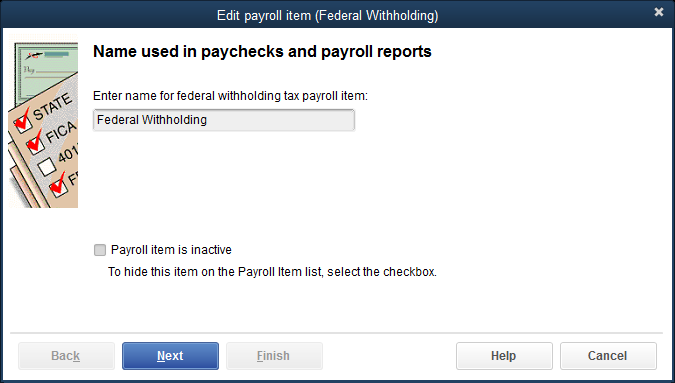 Edit payroll item (Federal Withholding)
Name used in paychecks and payroll reports
Enter name for federal withholding tax payroll item:
Federal Withholding
STATE
FICA
401
Payroll item is inactive
To hide this item on the Payroll Item list, select the checkbox.
Back Next Finish Help Cancel